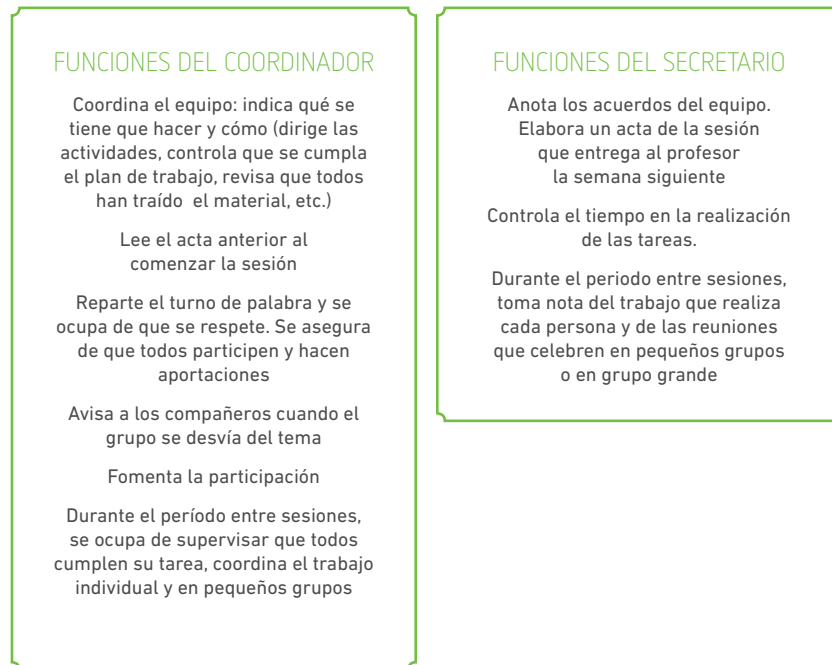 FUNCIONES DEL COORDINADOR
Coordina el equipo: indica qué se
tiene que hacer y cómo (dirige las
actividades, controla que se cumpla
el plan de trabajo, revisa que todos
han traído el material, etc.)
Lee el acta anterior al
comenzar la sesión
Reparte el turno de palabra y se
ocupa de que se respete. Se asegura
de que todos participen y hacen
aportaciones
Avisa a los compañeros cuando el
grupo se desvía del tema
Fomenta la participación
Durante el período entre sesiones,
se ocupa de supervisar que todos
cumplen su tarea, coordina el trabajo
individual y en pequeños grupos
FUNCIONES DEL SECRETARIO
Anota los acuerdos del equipo.
Elabora un acta de la sesión
que entrega al profesor
la semana siguiente
Controla el tiempo en la realización
de las tareas.
Durante el periodo entre sesiones,
toma nota del trabajo que realiza
cada persona y de las reuniones
que celebren en pequeños grupos
o en grupo grande